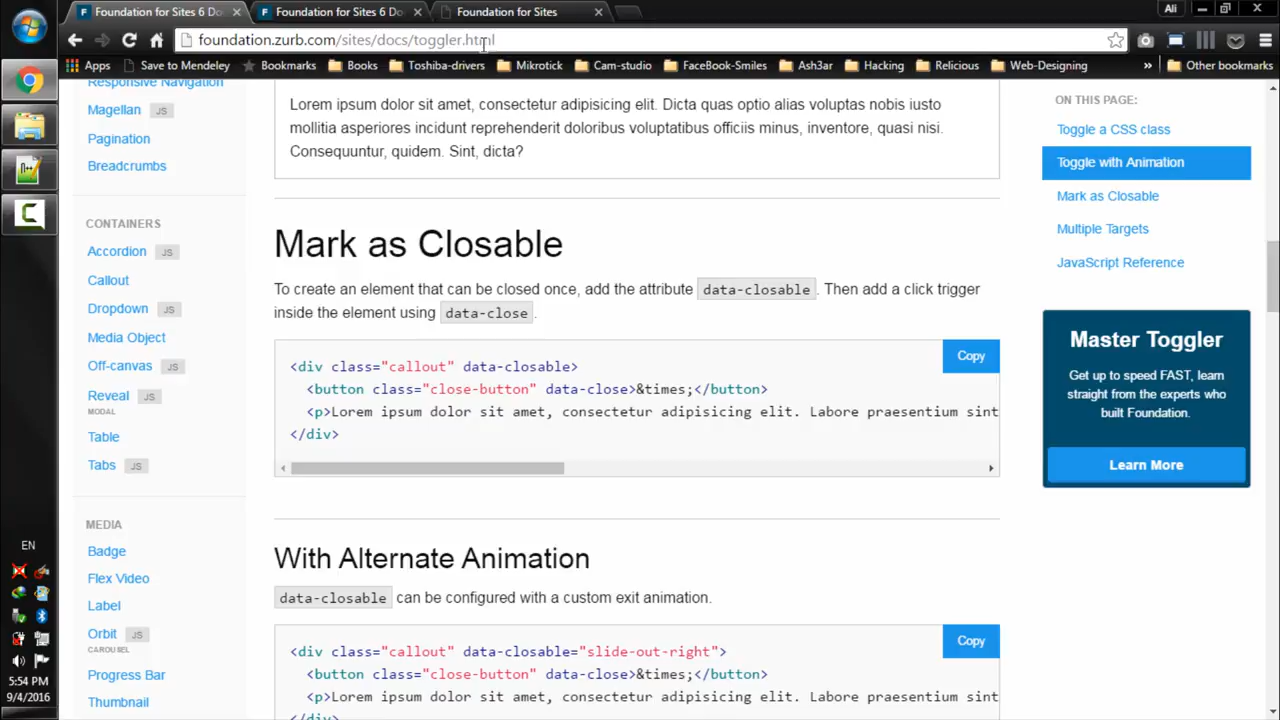 Foundation for Sites 6 Do
Foundation for Sites 6 Do
Foundation for Sites
Ali
foundation.zurb.com/sites/docs/toggler.html
Apps
Save to Mendeley
Bookmarks
Books
Toshiba-drivers
Mikrotick
Cam-studio
FaceBook-Smiles
Ash3ar
Hacking
Relicious
Web-Designing
»
Other bookmarks
Responsive Navigation
Magellan JS
Pagination
Breadcrumbs
CONTAINERS
Accordion JS
Callout
Dropdown JS
Media Object
Off-canvas JS
Reveal JS
MODAL
Table
Tabs JS
MEDIA
Badge
Flex Video
Label
Orbit JS
CAROUSEL
Progress Bar
Thumbnail
Lorem ipsum dolor sit amet, consectetur adipisicing elit. Dicta quas optio alias voluptas nobis iusto
mollitia asperiores incidunt reprehenderit doloribus voluptatibus officiis minus, inventore, quasi nisi.
Consequuntur, quidem. Sint, dicta?
Mark as Closable
To create an element that can be closed once, add the attribute data-closable. Then add a click trigger
inside the element using data-close.
Copy
<div class="callout" data-closable>
<button class="close-button" data-close>&times;</button>
<p>Lorem ipsum dolor sit amet, consectetur adipisicing elit. Labore praesentium sint
</div>
With Alternate Animation
data-closable can be configured with a custom exit animation.
Copy
<div class="callout" data-closable="slide-out-right">
<button class="close-button" data-close>&times;</button>
<p>Lorem ipsum dolor sit amet, consectetur adipisicing elit. Labore praesentium sint
</div>
ON THIS PAGE:
Toggle a CSS class
Toggle with Animation
Mark as Closable
Multiple Targets
JavaScript Reference
Master Toggler
Get up to speed FAST, learn
straight from the experts who
built Foundation.
Learn More
EN
5:54 PM
9/4/2016